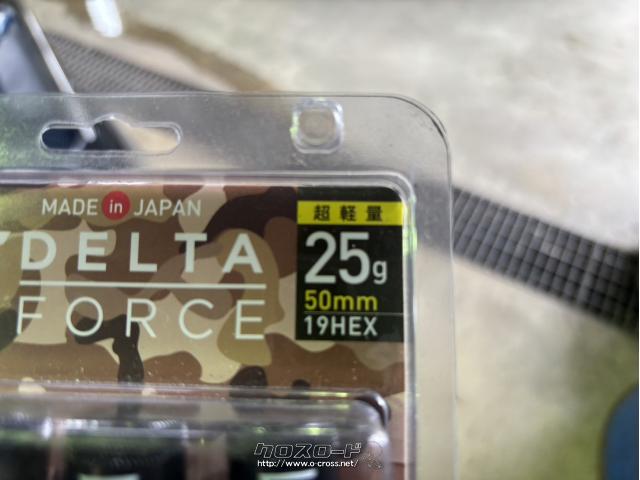 MADE in JAPAN
DELTA
FORCE
超軽量
25g
50mm
19HEX
クロスロード
http://www.o-cross.net/